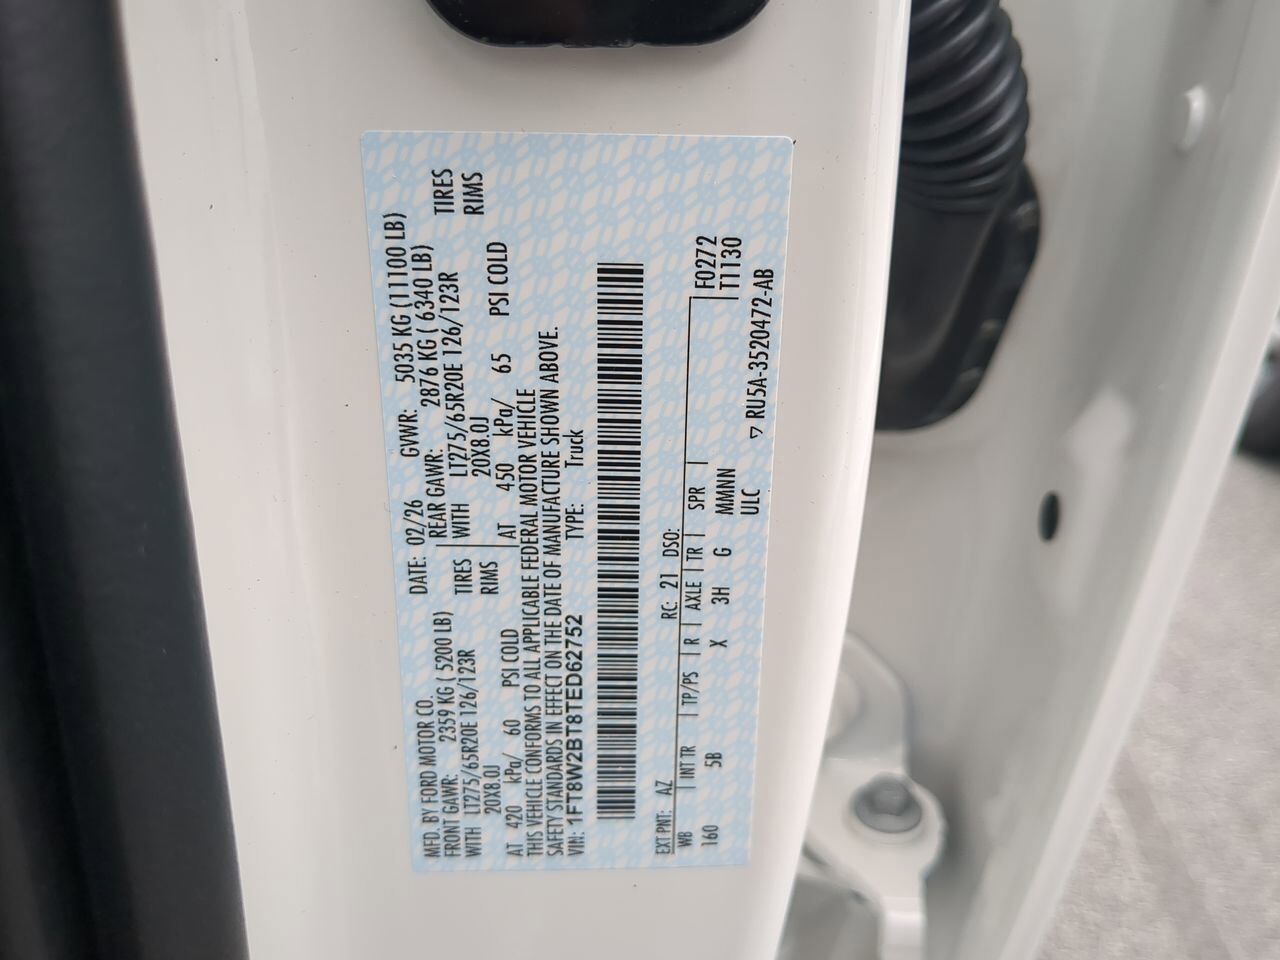 MFD. BY FORD MOTOR CO. DATE: 02/26 GVWR: 5035 KG (11100 LB)
FRONT GAWR: 2359 KG ( 5200 LB) REAR GAWR: 2876 KG ( 6340 LB)
WITH LT275/65R20E 126/123R TIRES WITH LT275/65R20E 126/123R TIRES
20X8.0J RIMS 20X8.0J RIMS
AT 420 kPa/ 60 PSI COLD AT 450 kPa/ 65 PSI COLD
THIS VEHICLE CONFORMS TO ALL APPLICABLE FEDERAL MOTOR VEHICLE
SAFETY STANDARDS IN EFFECT ON THE DATE OF MANUFACTURE SHOWN ABOVE.
VIN: 1FT8W2BT8TED62752 TYPE: Truck
EXT PNT: AZ RC: 21 DSO: F0272
WB INT TR TP/PS R AXLE TR SPR T1130
160 5B X 3H G MMNN
ULC ▽ RU5A-3520472-AB